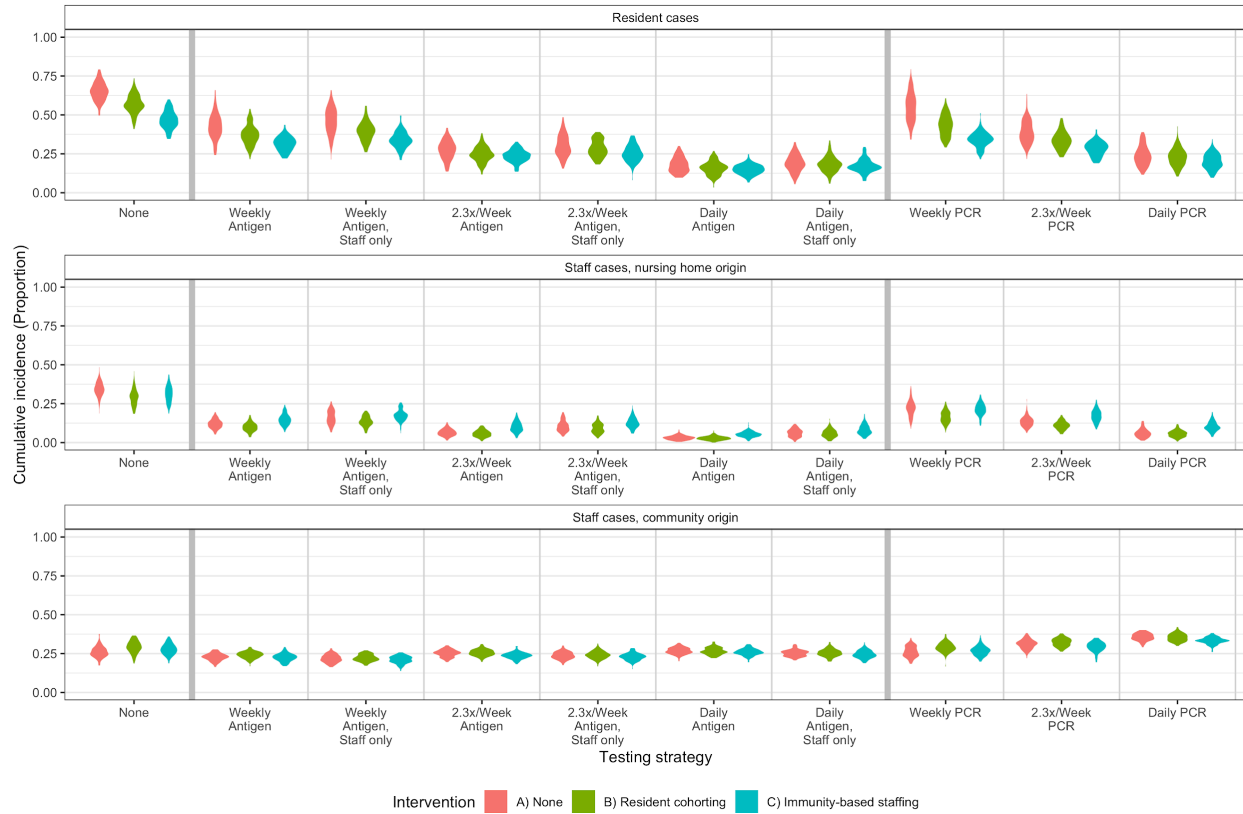 Resident cases
1.00
0.75
0.50
0.25
0.00
None
Weekly
Antigen
Weekly
Antigen,
Staff only
2.3x/Week
Antigen
2.3x/Week
Antigen,
Staff only
Daily
Antigen
Daily
Antigen,
Staff only
Weekly PCR
2.3x/Week
PCR
Daily PCR
Cumulative incidence (Proportion)
Staff cases, nursing home origin
1.00
0.75
0.50
0.25
0.00
None
Weekly
Antigen
Weekly
Antigen,
Staff only
2.3x/Week
Antigen
2.3x/Week
Antigen,
Staff only
Daily
Antigen
Daily
Antigen,
Staff only
Weekly PCR
2.3x/Week
PCR
Daily PCR
Staff cases, community origin
1.00
0.75
0.50
0.25
0.00
None
Weekly
Antigen
Weekly
Antigen,
Staff only
2.3x/Week
Antigen
2.3x/Week
Antigen,
Staff only
Daily
Antigen
Daily
Antigen,
Staff only
Weekly PCR
2.3x/Week
PCR
Daily PCR
Testing strategy
Intervention A) None B) Resident cohorting C) Immunity-based staffing